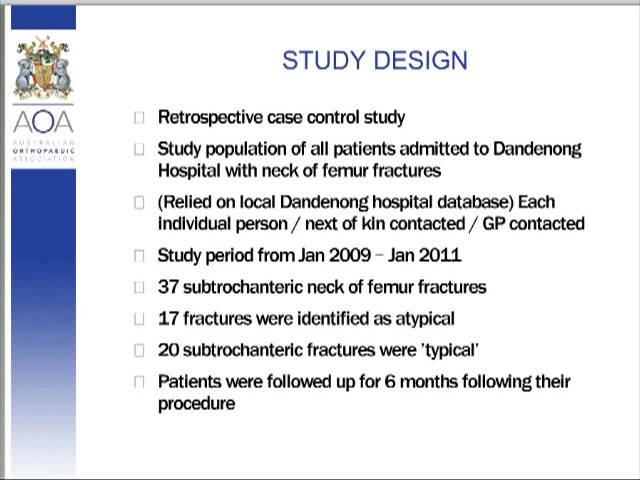 STUDY DESIGN
AOA
AUSTRALIAN
ORTHOPAEDIC
ASSOCIATION
Retrospective case control study
Study population of all patients admitted to Dandenong
Hospital with neck of femur fractures
(Relied on local Dandenong hospital database) Each
individual person / next of kin contacted / GP contacted
Study period from Jan 2009 – Jan 2011
37 subtrochanteric neck of femur fractures
17 fractures were identified as atypical
20 subtrochanteric fractures were 'typical'
Patients were followed up for 6 months following their
procedure